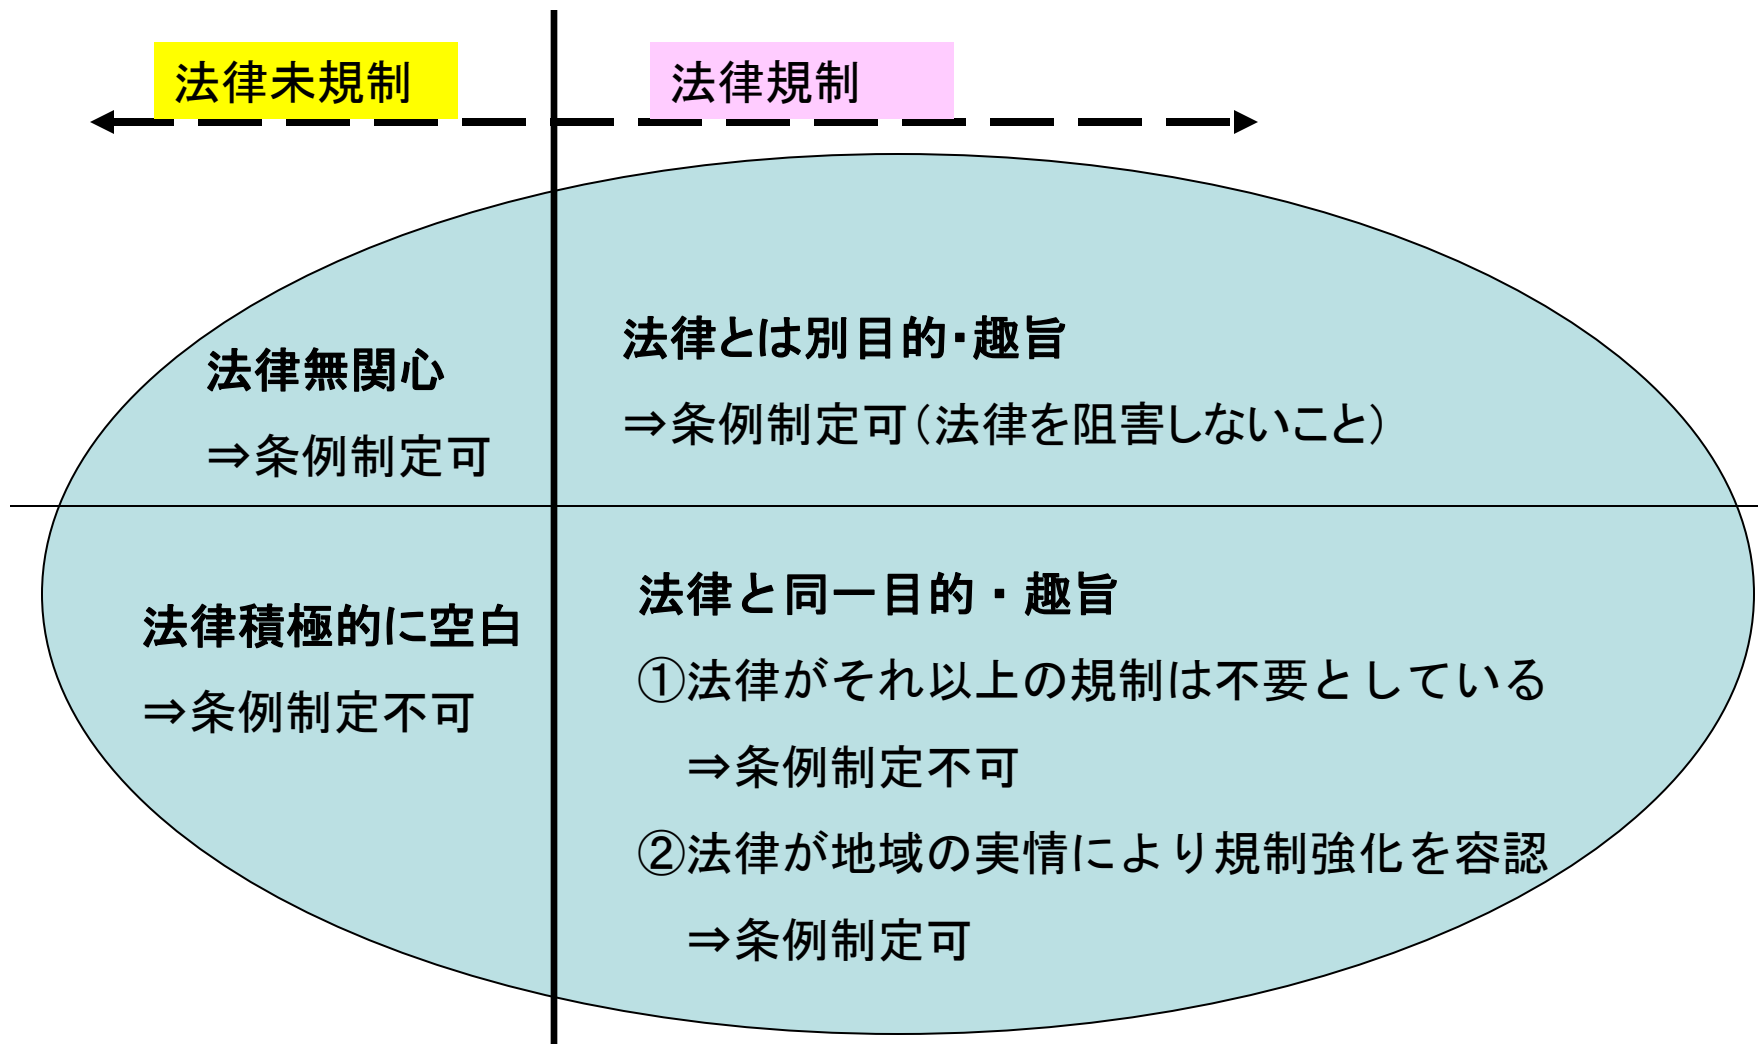 法律未規制
法律規制
法律無関心
⇒条例制定可
法律とは別目的・趣旨
⇒条例制定可(法律を阻害しないこと)
法律積極的に空白
⇒条例制定不可
法律と同一目的・趣旨
①法律がそれ以上の規制は不要としている
⇒条例制定不可
②法律が地域の実情により規制強化を容認
⇒条例制定可